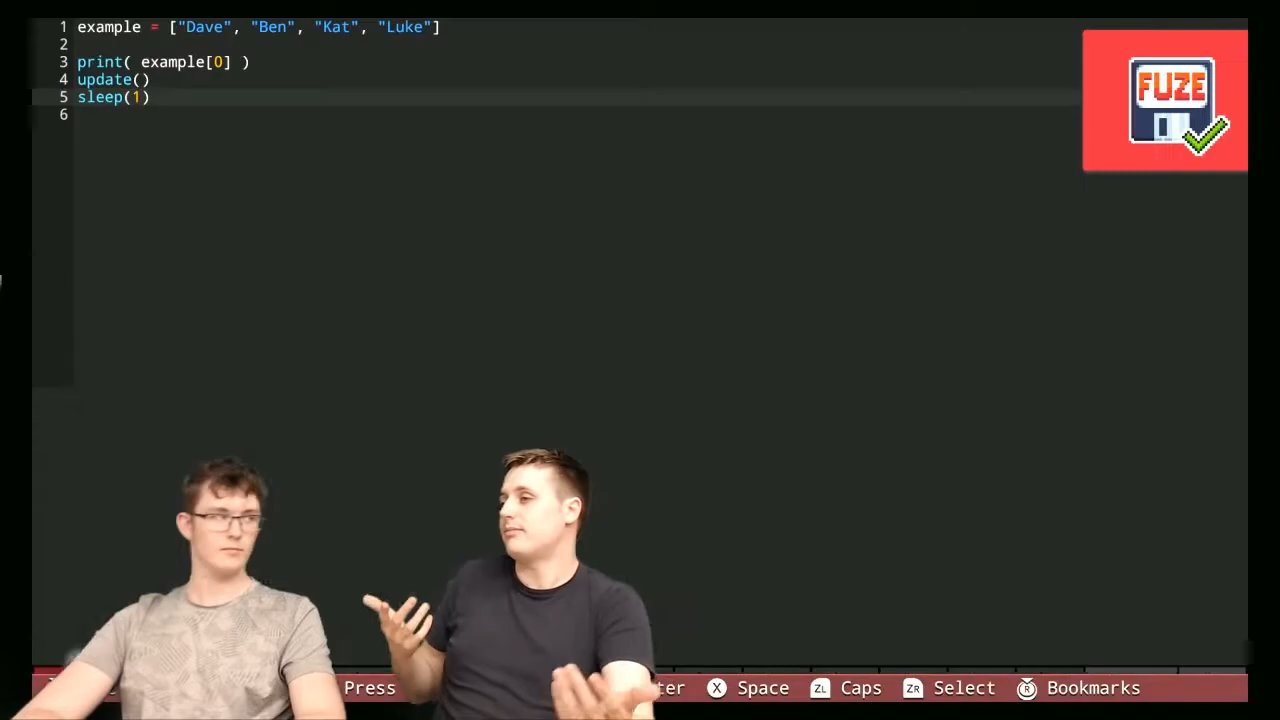 1 example = ["Dave", "Ben", "Kat", "Luke"]
2
3 print( example[0] )
4 update()
5 sleep(1)
6
FUZE
Press X Space ZL Caps ZR Select R Bookmarks